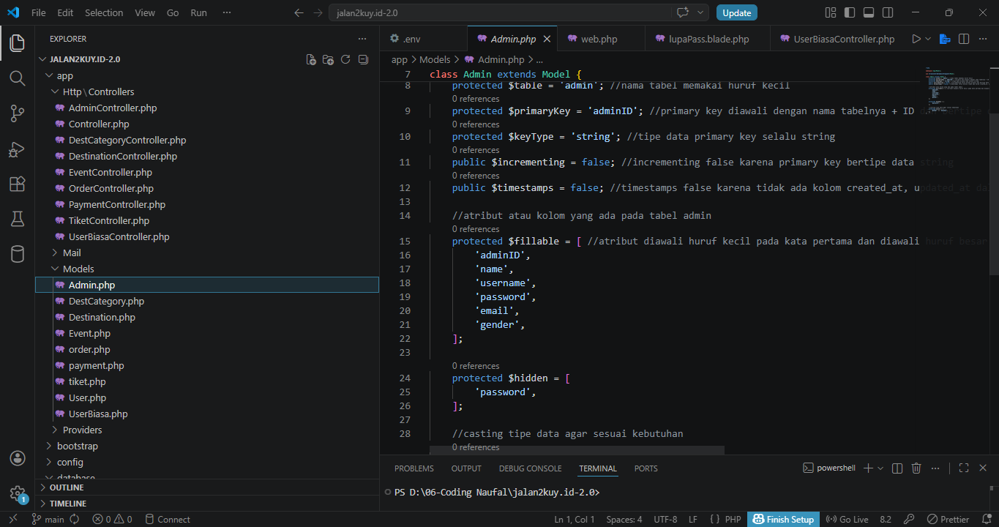 File Edit Selection View Go Run ··· jalan2kuy.id-2.0 Update
EXPLORER ···
JALAN2KUY.ID-2.0
app
Http \ Controllers
AdminController.php
Controller.php
DestCategoryController.php
DestinationController.php
EventController.php
OrderController.php
PaymentController.php
TiketController.php
UserBiasaController.php
Mail
Models
Admin.php
DestCategory.php
Destination.php
Event.php
order.php
payment.php
tiket.php
User.php
UserBiasa.php
Providers
bootstrap
config
database
OUTLINE
TIMELINE
.env Admin.php web.php lupaPass.blade.php UserBiasaController.php
app > Models > Admin.php > ...
7 class Admin extends Model {
8 protected $table = 'admin'; //nama tabel memakai huruf kecil
0 references
9 protected $primaryKey = 'adminID'; //primary key diawali dengan nama tabelnya + ID dan bertipe
0 references
10 protected $keyType = 'string'; //tipe data primary key selalu string
0 references
11 public $incrementing = false; //incrementing false karena primary key bertipe data string
0 references
12 public $timestamps = false; //timestamps false karena tidak ada kolom created_at, updated_at da
13
14 //atribut atau kolom yang ada pada tabel admin
0 references
15 protected $fillable = [ //atribut diawali huruf kecil pada kata pertama dan diawali huruf besar
16 'adminID',
17 'name',
18 'username',
19 'password',
20 'email',
21 'gender',
22 ];
23
0 references
24 protected $hidden = [
25 'password',
26 ];
27
28 //casting tipe data agar sesuai kebutuhan
0 references
PROBLEMS OUTPUT DEBUG CONSOLE TERMINAL PORTS powershell
PS D:\06-Coding Naufal\jalan2kuy.id-2.0>
1
main 0 0 Connect Ln 1, Col 1 Spaces: 4 UTF-8 LF { } PHP Finish Setup Go Live 8.2 Prettier